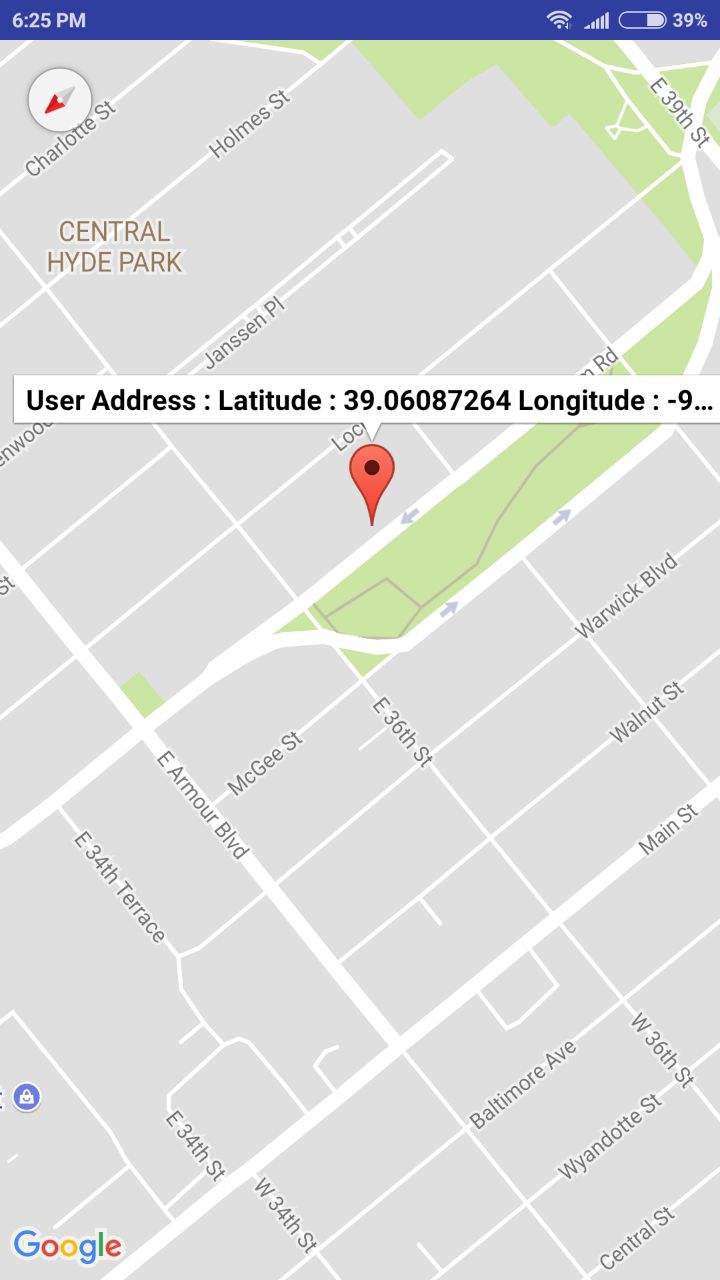 6:25 PM
39%
E 39th St
Holmes St
Charlotte St
CENTRAL
HYDE PARK
Janssen Pl
Rd
User Address : Latitude : 39.06087264 Longitude : -9...
Warwick Blvd
Walnut St
E 36th St
McGee St
E Armour Blvd
Main St
E 34th Terrace
W 36th St
Baltimore Ave
Wyandotte St
E 34th St
W 34th St
Central St
Google